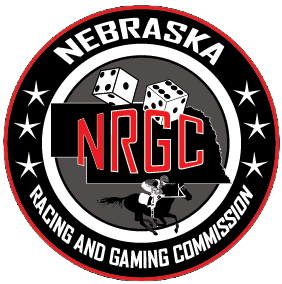 NEBRASKA
NRGC
RACING AND GAMING COMMISSION